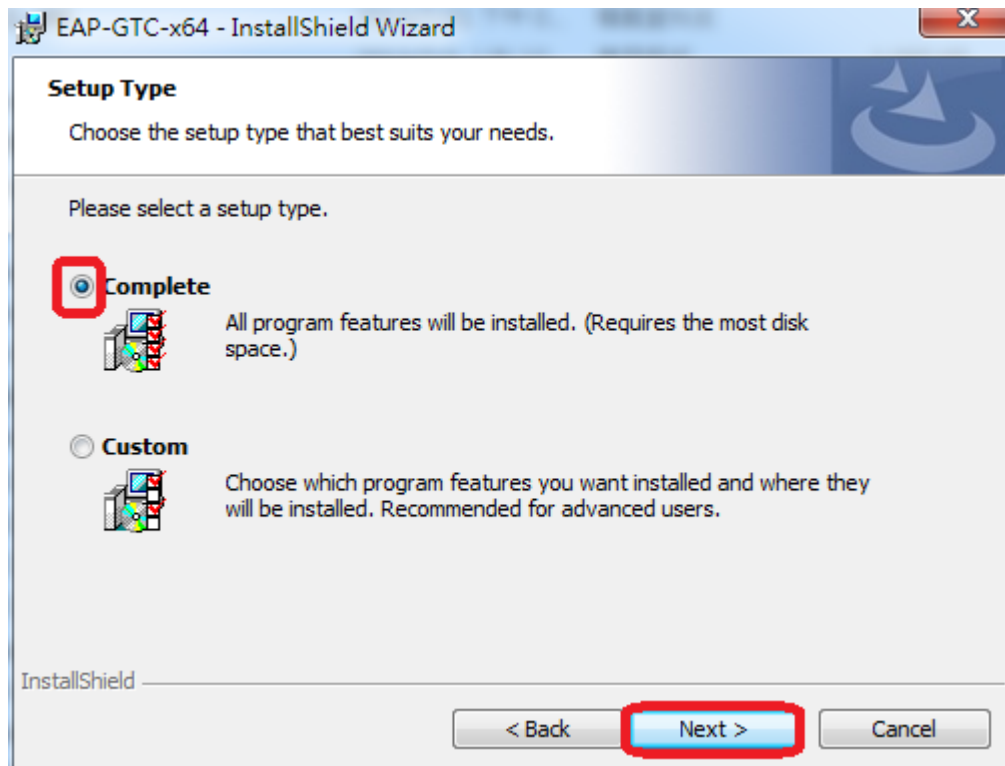 EAP-GTC-x64 - InstallShield Wizard
Setup Type
Choose the setup type that best suits your needs.
Please select a setup type.
Complete
All program features will be installed. (Requires the most disk
space.)
Custom
Choose which program features you want installed and where they
will be installed. Recommended for advanced users.
InstallShield
< Back
Next >
Cancel